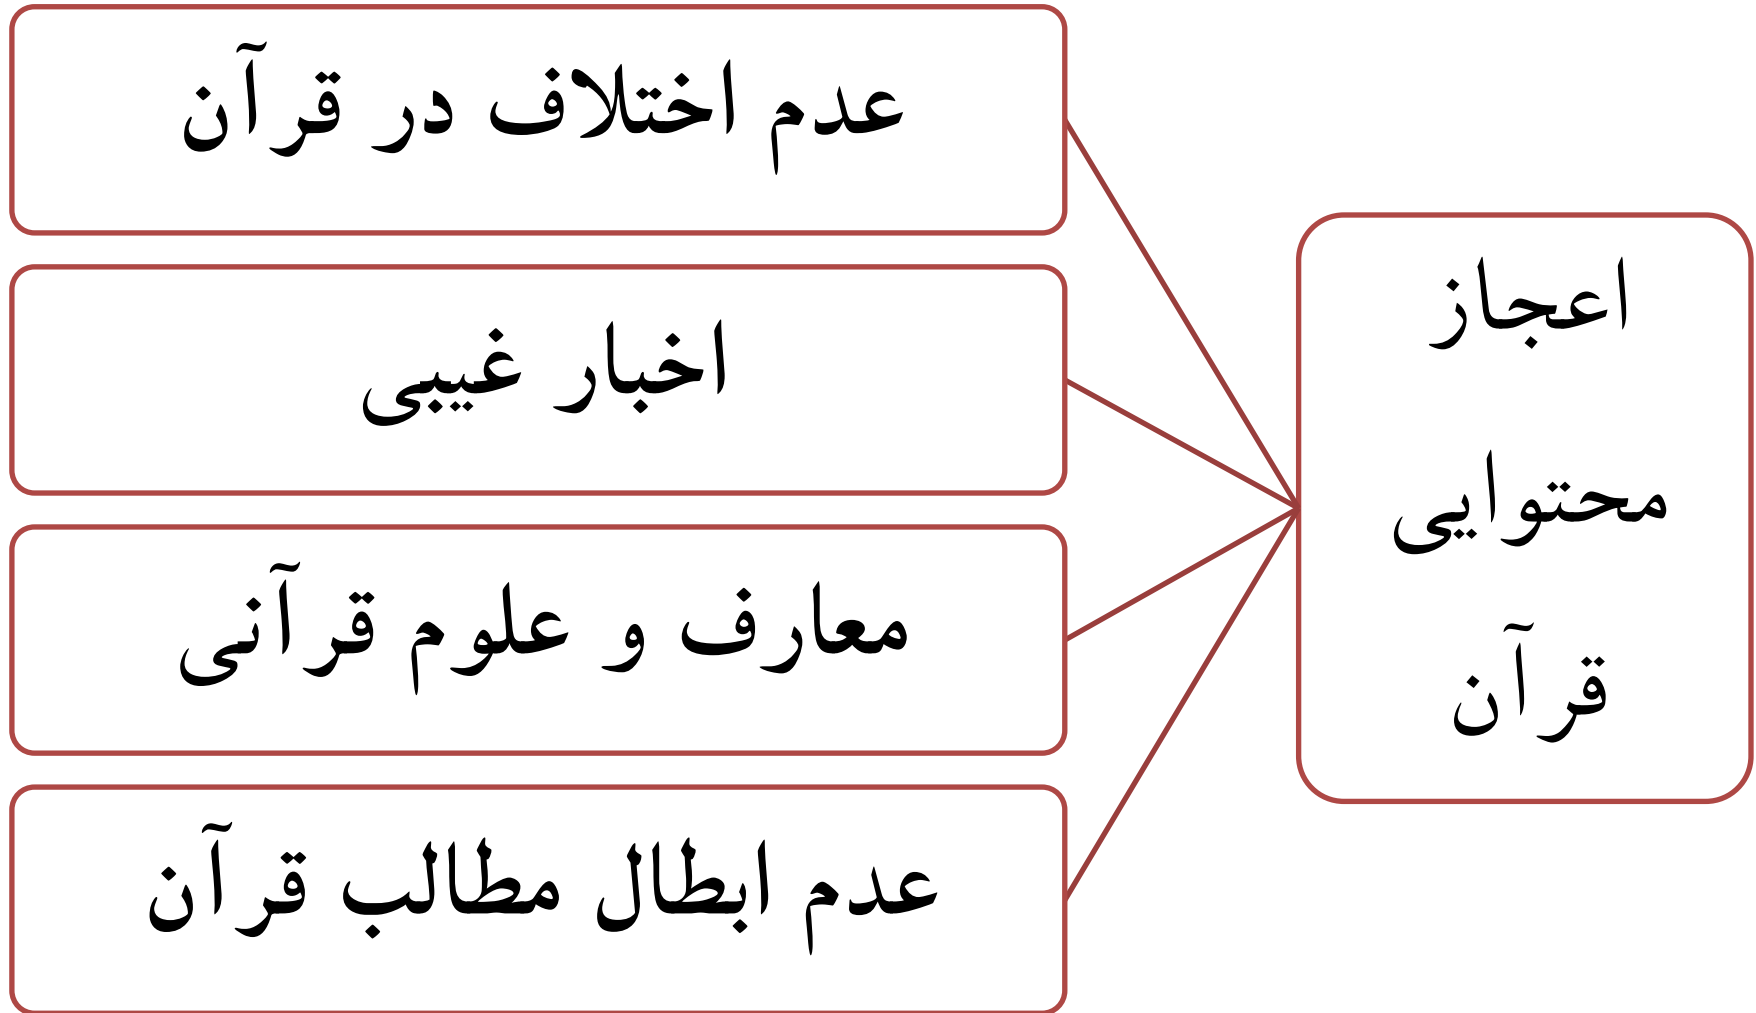 اعجاز
محتوایی
قرآن
عدم اختلاف در قرآن
اخبار غیبی
معارف و علوم قرآنی
عدم ابطال مطالب قرآن